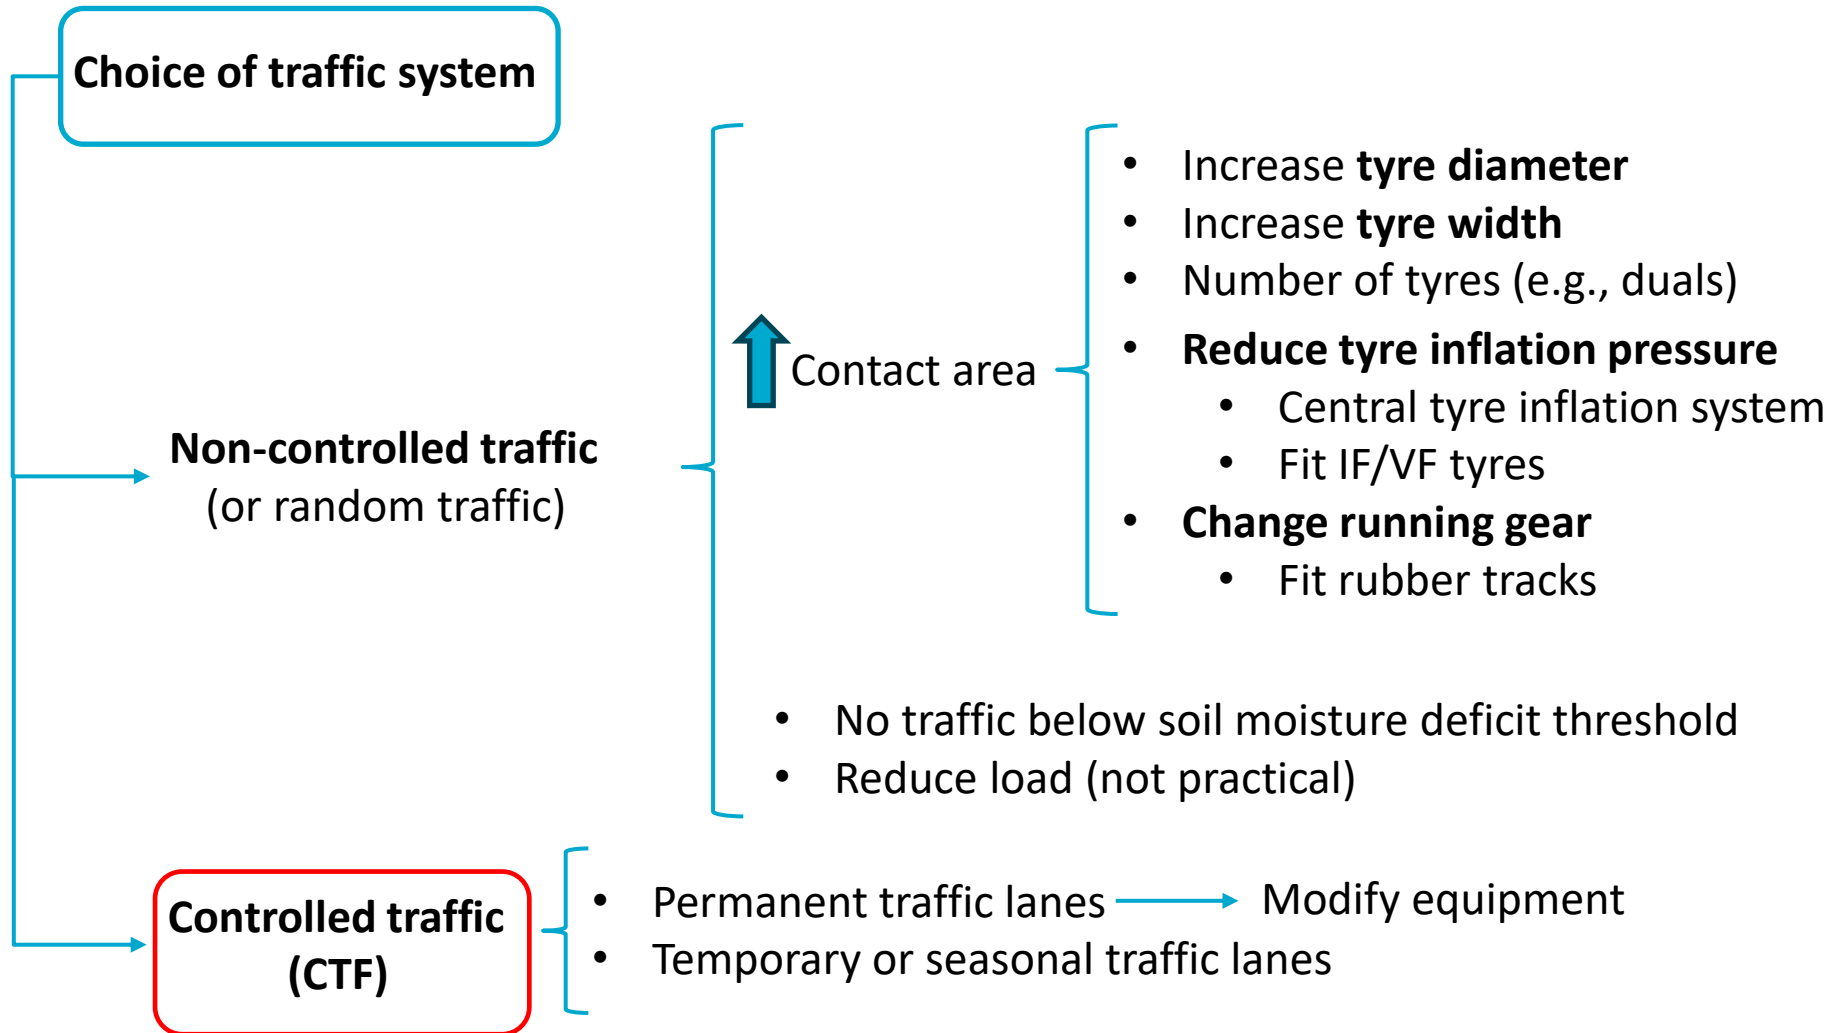 Choice of traffic system
Non-controlled traffic
(or random traffic)
Contact area
• Increase tyre diameter
• Increase tyre width
• Number of tyres (e.g., duals)
• Reduce tyre inflation pressure
• Central tyre inflation system
• Fit IF/VF tyres
• Change running gear
• Fit rubber tracks
• No traffic below soil moisture deficit threshold
• Reduce load (not practical)
Controlled traffic
(CTF)
• Permanent traffic lanes
Modify equipment
• Temporary or seasonal traffic lanes